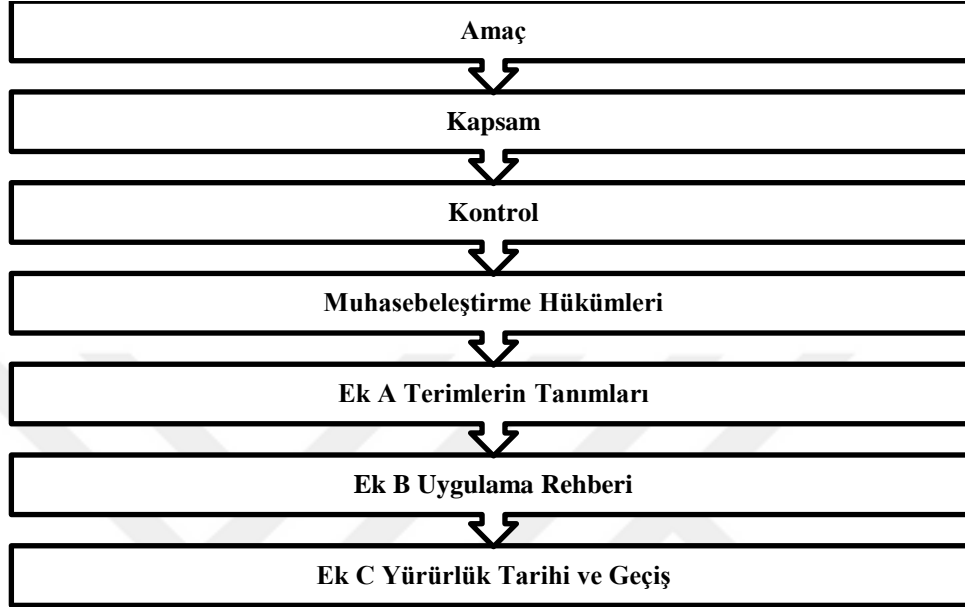 Amaç
Kapsam
Kontrol
Muhasebeleştirme Hükümleri
Ek A Terimlerin Tanımları
Ek B Uygulama Rehberi
Ek C Yürürlük Tarihi ve Geçiş